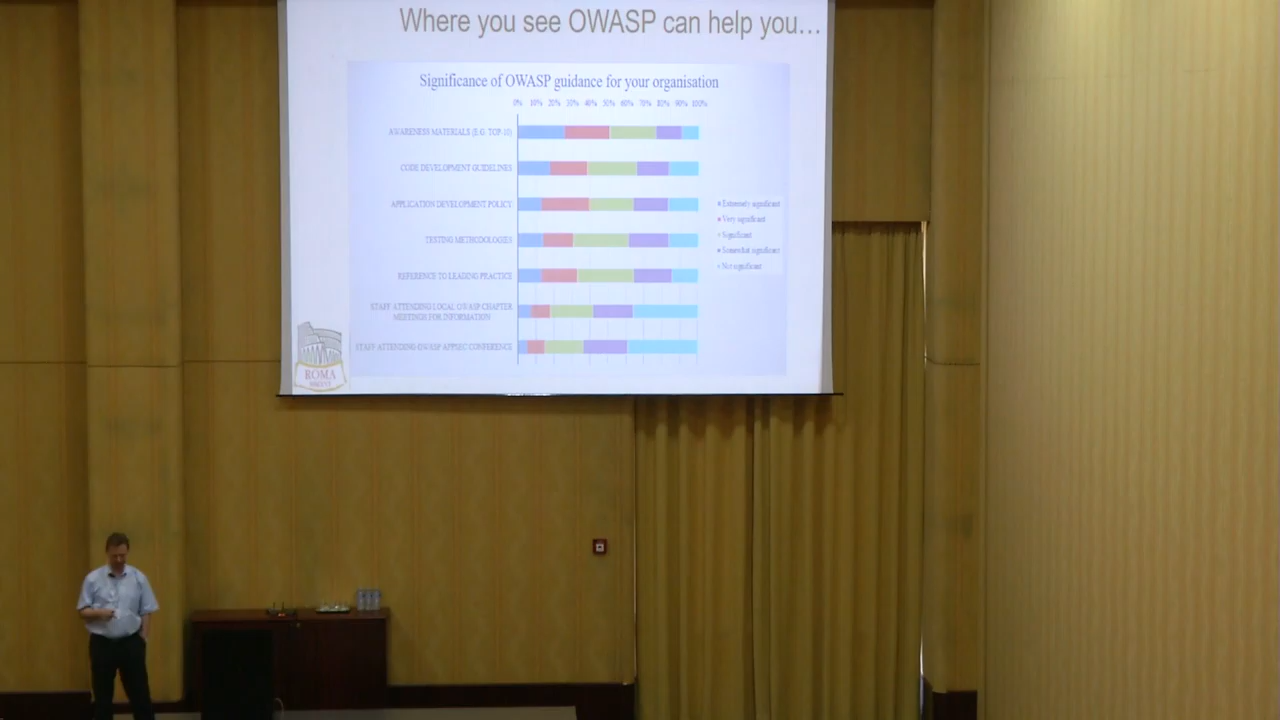 Where you see OWASP can help you...
Significance of OWASP guidance for your organisation
0% 10% 20% 30% 40% 50% 60% 70% 80% 90% 100%
AWARENESS MATERIALS (E.G. TOP-10)
CODE DEVELOPMENT GUIDELINES
APPLICATION DEVELOPMENT POLICY
TESTING METHODOLOGIES
REFERENCE TO LEADING PRACTICE
STAFF ATTENDING LOCAL OWASP CHAPTER
MEETINGS FOR INFORMATION
STAFF ATTENDING OWASP APPSEC CONFERENCE
Extremely significant
Very significant
Significant
Somewhat significant
Not significant
ROMA